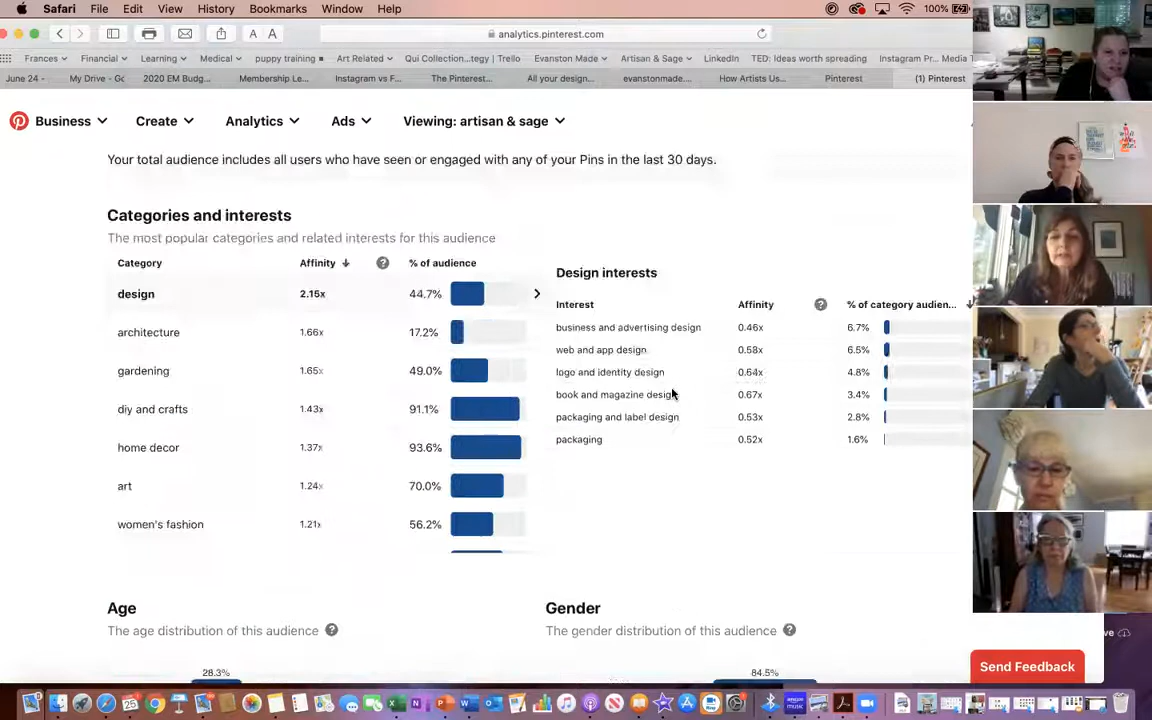 Safari File Edit View History Bookmarks Window Help 100%
analytics.pinterest.com
Frances Financial Learning Medical puppy training Art Related Qui Collection...tegy | Trello Evanston Made Artisan & Sage LinkedIn TED: Ideas worth spreading Instagram Pr... Media T
June 24 - My Drive - Go 2020 EM Budg... Membership Le... Instagram vs F... The Pinterest... All your design... evanstonmade.... How Artists Us... Pinterest (1) Pinterest
Business Create Analytics Ads Viewing: artisan & sage
Your total audience includes all users who have seen or engaged with any of your Pins in the last 30 days.
Categories and interests
The most popular categories and related interests for this audience
Category Affinity % of audience
design 2.15x 44.7%
architecture 1.66x 17.2%
gardening 1.65x 49.0%
diy and crafts 1.43x 91.1%
home decor 1.37x 93.6%
art 1.24x 70.0%
women's fashion 1.21x 56.2%
Design interests
Interest Affinity % of category audien...
business and advertising design 0.46x 6.7%
web and app design 0.58x 6.5%
logo and identity design 0.64x 4.8%
book and magazine design 0.67x 3.4%
packaging and label design 0.53x 2.8%
packaging 0.52x 1.6%
Age
The age distribution of this audience
28.3%
Gender
The gender distribution of this audience
84.5%
Send Feedback